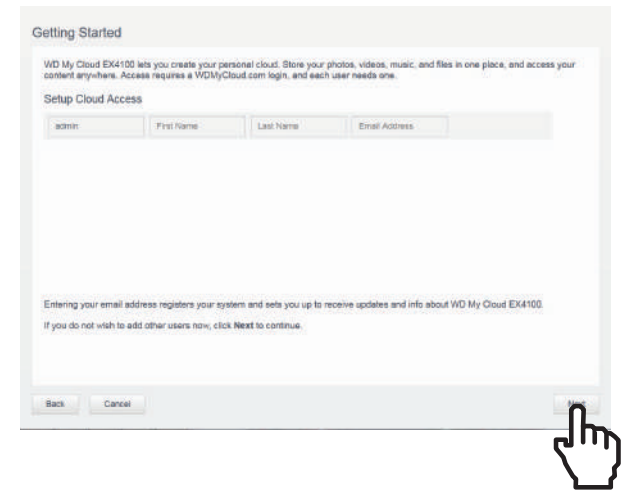 Getting Started
WD My Cloud EX4100 lets you create your personal cloud. Store your photos, videos, music, and files in one place, and access your
content anywhere. Access requires a WDMyCloud.com login, and each user needs one.
Setup Cloud Access
admin First Name Last Name Email Address
Entering your email address registers your system and sets you up to receive updates and info about WD My Cloud EX4100.
If you do not wish to add other users now, click Next to continue.
Back Cancel Next